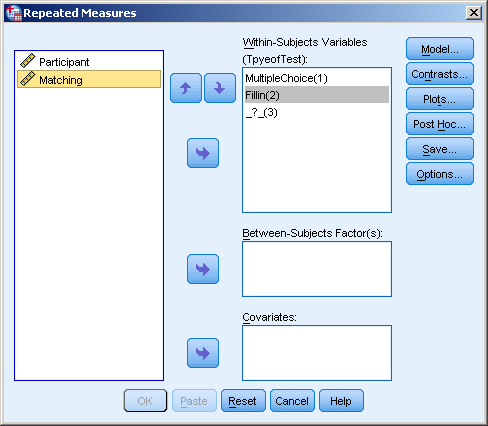 Repeated Measures
Participant
Matching
Within-Subjects Variables
(TpyeofTest):
MultipleChoice(1)
Fillin(2)
_?_(3)
Between-Subjects Factor(s):
Covariates:
Model...
Contrasts...
Plots...
Post Hoc...
Save...
Options...
OK
Paste
Reset
Cancel
Help